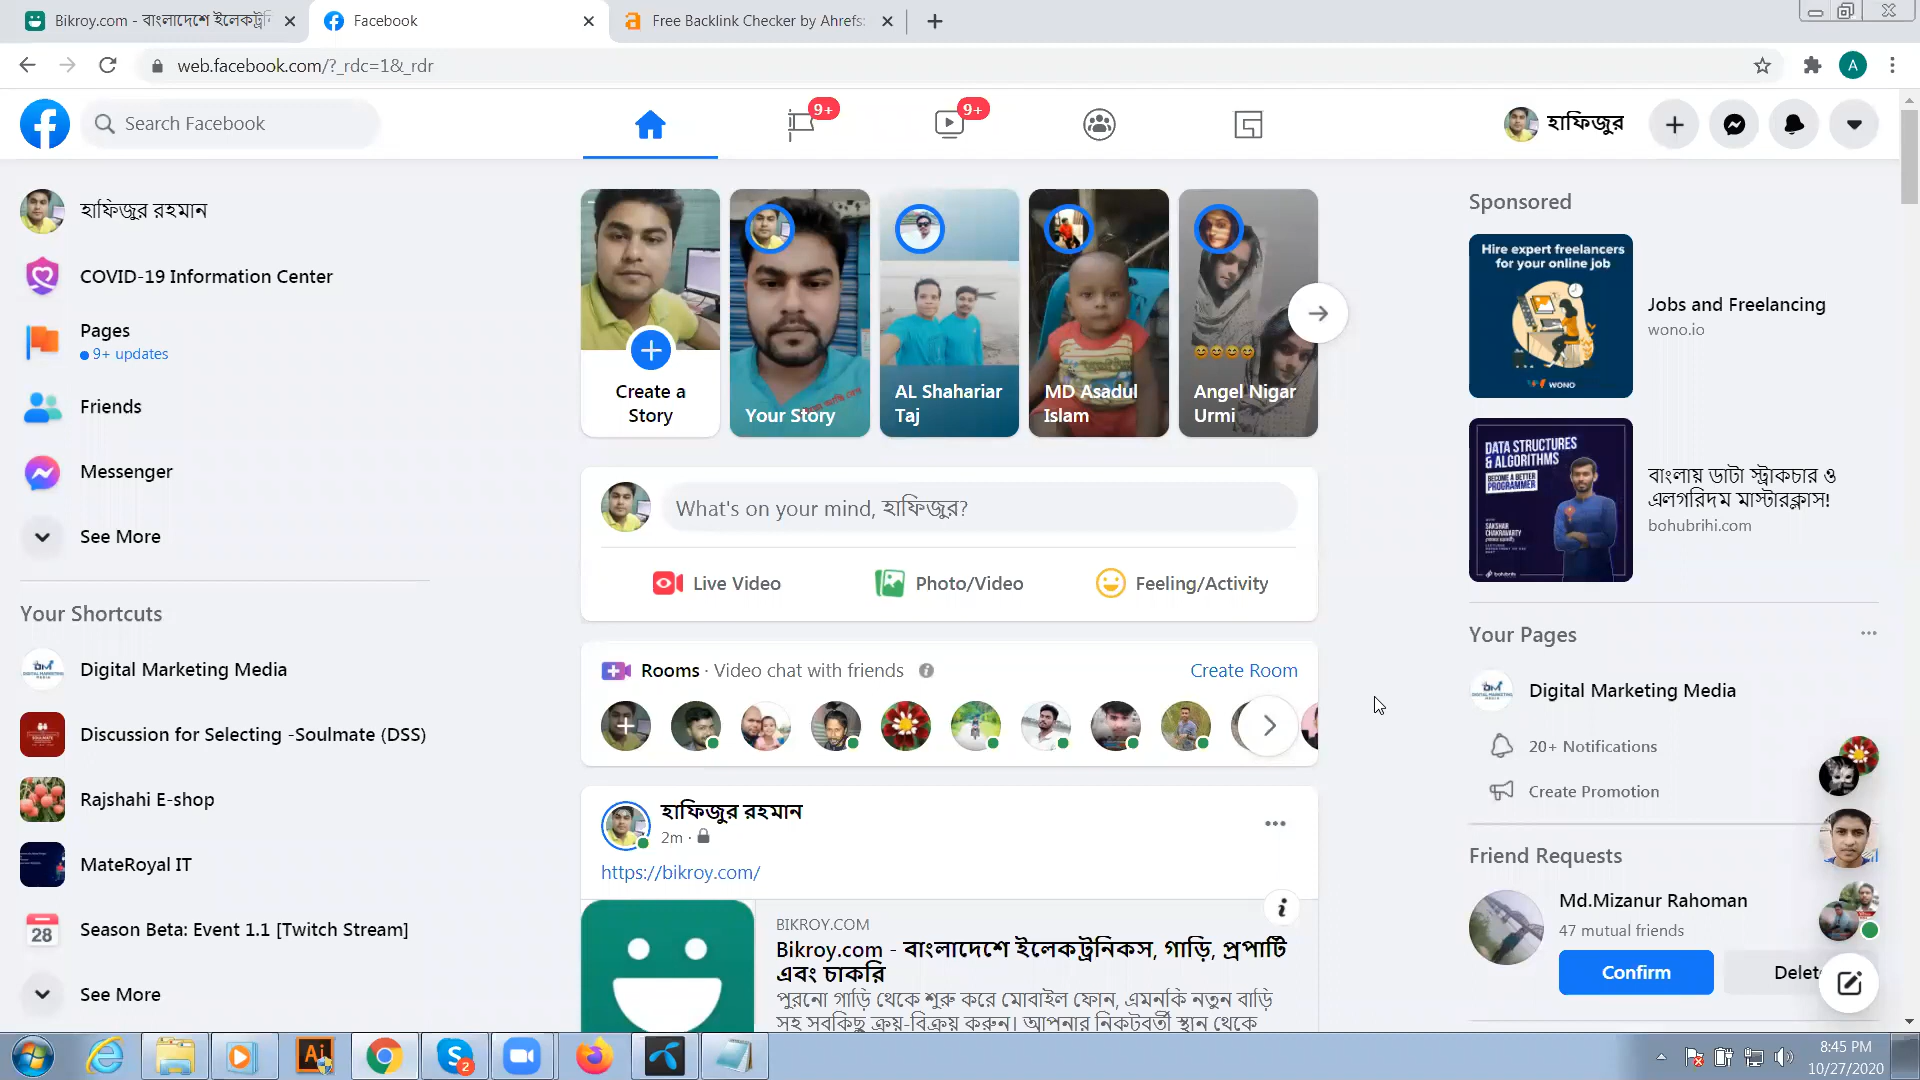 Bikroy.com - বাংলাদেশে ইলেকট্রনি
Facebook
Free Backlink Checker by Ahrefs:
web.facebook.com/?_rdc=1&_rdr
A
Search Facebook
9+
9+
হাফিজুর
হাফিজুর রহমান
COVID-19 Information Center
Pages
9+ updates
Friends
Messenger
See More
Your Shortcuts
Digital Marketing Media
Discussion for Selecting -Soulmate (DSS)
Rajshahi E-shop
MateRoyal IT
28
Season Beta: Event 1.1 [Twitch Stream]
See More
Create a
Story
Your Story
AL Shahariar
Taj
MD Asadul
Islam
Angel Nigar
Urmi
What's on your mind, হাফিজুর?
Live Video
Photo/Video
Feeling/Activity
Rooms · Video chat with friends
Create Room
হাফিজুর রহমান
2m ·
https://bikroy.com/
BIKROY.COM
Bikroy.com - বাংলাদেশে ইলেকট্রনিকস, গাড়ি, প্রপার্টি
এবং চাকরি
পুরনো গাড়ি থেকে শুরু করে মোবাইল ফোন, এমনকি নতুন বাড়ি
সহ সবকিছু ক্রয়-বিক্রয় করুন। আপনার নিকটবর্তী স্থান থেকে
Sponsored
Hire expert freelancers
for your online job
WONO
Jobs and Freelancing
wono.io
DATA STRUCTURES
& ALGORITHMS
BECOME A BETTER
PROGRAMMER
বাংলায় ডাটা স্ট্রাকচার ও
এলগরিদম মাস্টারক্লাস!
bohubrihi.com
Your Pages
Digital Marketing Media
20+ Notifications
Create Promotion
Friend Requests
Md.Mizanur Rahoman
47 mutual friends
Confirm
Delet
2
8:45 PM
10/27/2020